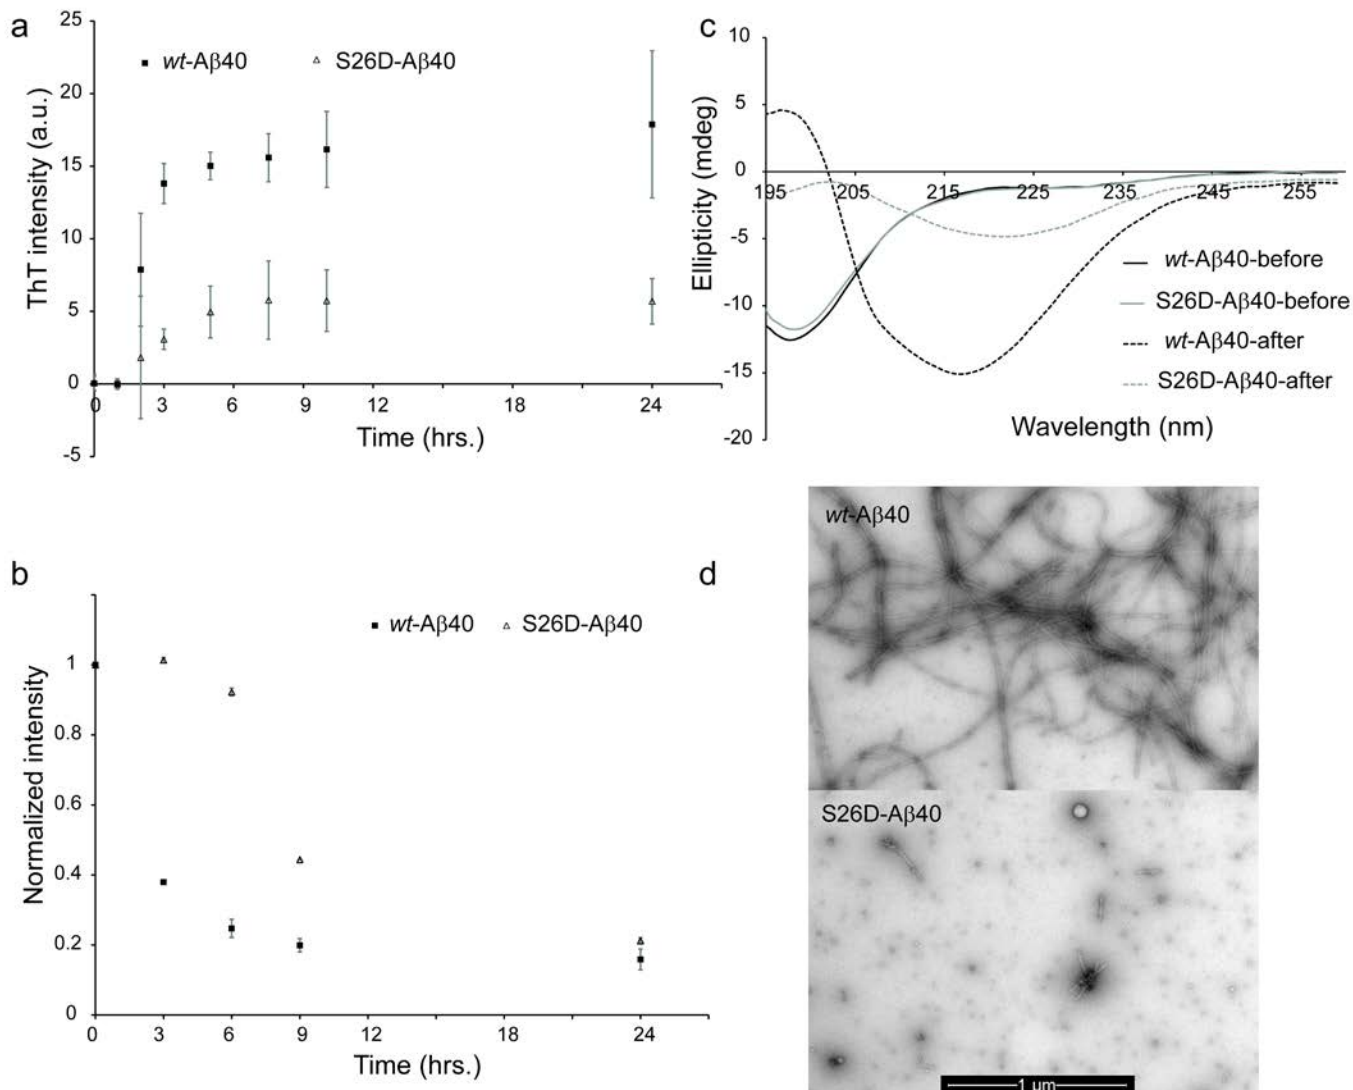 a
25
20
15
10
5
0
-5
ThT intensity (a.u.)
wt-Aβ40 S26D-Aβ40
0 3 6 9 12 18 24
Time (hrs.)
c
10
5
0
-5
-10
-15
-20
Ellipticity (mdeg)
195 205 215 225 235 245 255
wt-Aβ40-before
S26D-Aβ40-before
wt-Aβ40-after
S26D-Aβ40-after
Wavelength (nm)
b
1
0.8
0.6
0.4
0.2
0
Normalized intensity
wt-Aβ40 S26D-Aβ40
0 3 6 9 12 18 24
Time (hrs.)
d
wt-Aβ40
S26D-Aβ40
1 µm